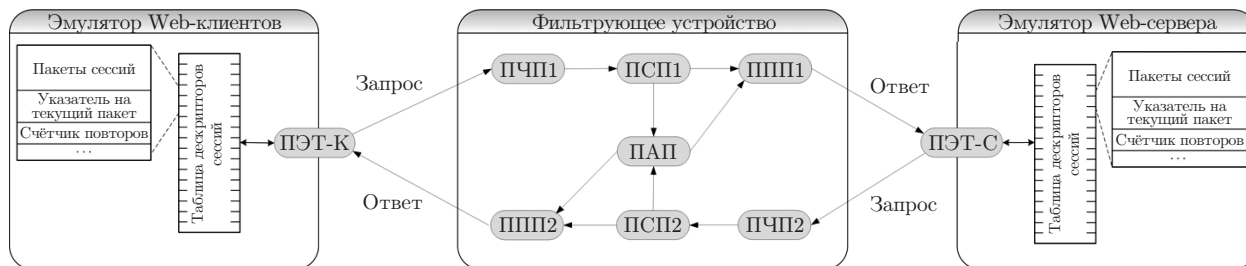 Эмулятор Web-клиентов
Пакеты сессий
Указатель на
текущий пакет
Счётчик повторов
...
Таблица дескрипторов
сессий
ПЭТ-К
Запрос
Ответ
Фильтрующее устройство
ПЧП1
ПСП1
ППП1
ПАП
ППП2
ПСП2
ПЧП2
Ответ
Запрос
Эмулятор Web-сервера
ПЭТ-С
Таблица дескрипторов
сессий
Пакеты сессий
Указатель на
текущий пакет
Счётчик повторов
...